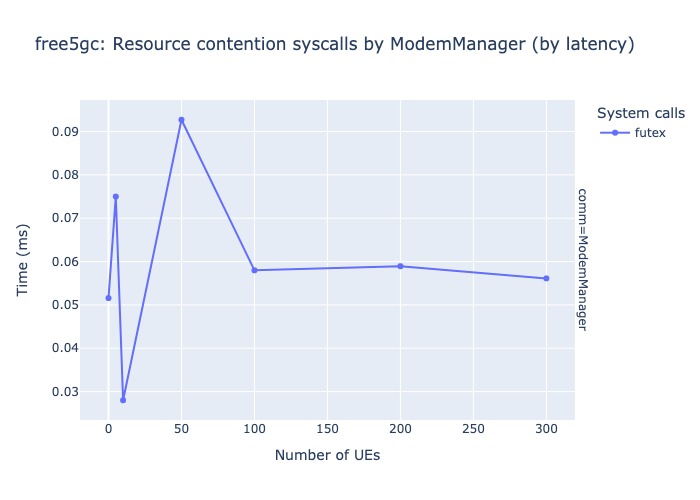 free5gc: Resource contention syscalls by ModemManager (by latency)
System calls
futex
0.09
0.08
0.07
0.06
0.05
0.04
0.03
Time (ms)
comm=ModemManager
0 50 100 150 200 250 300
Number of UEs